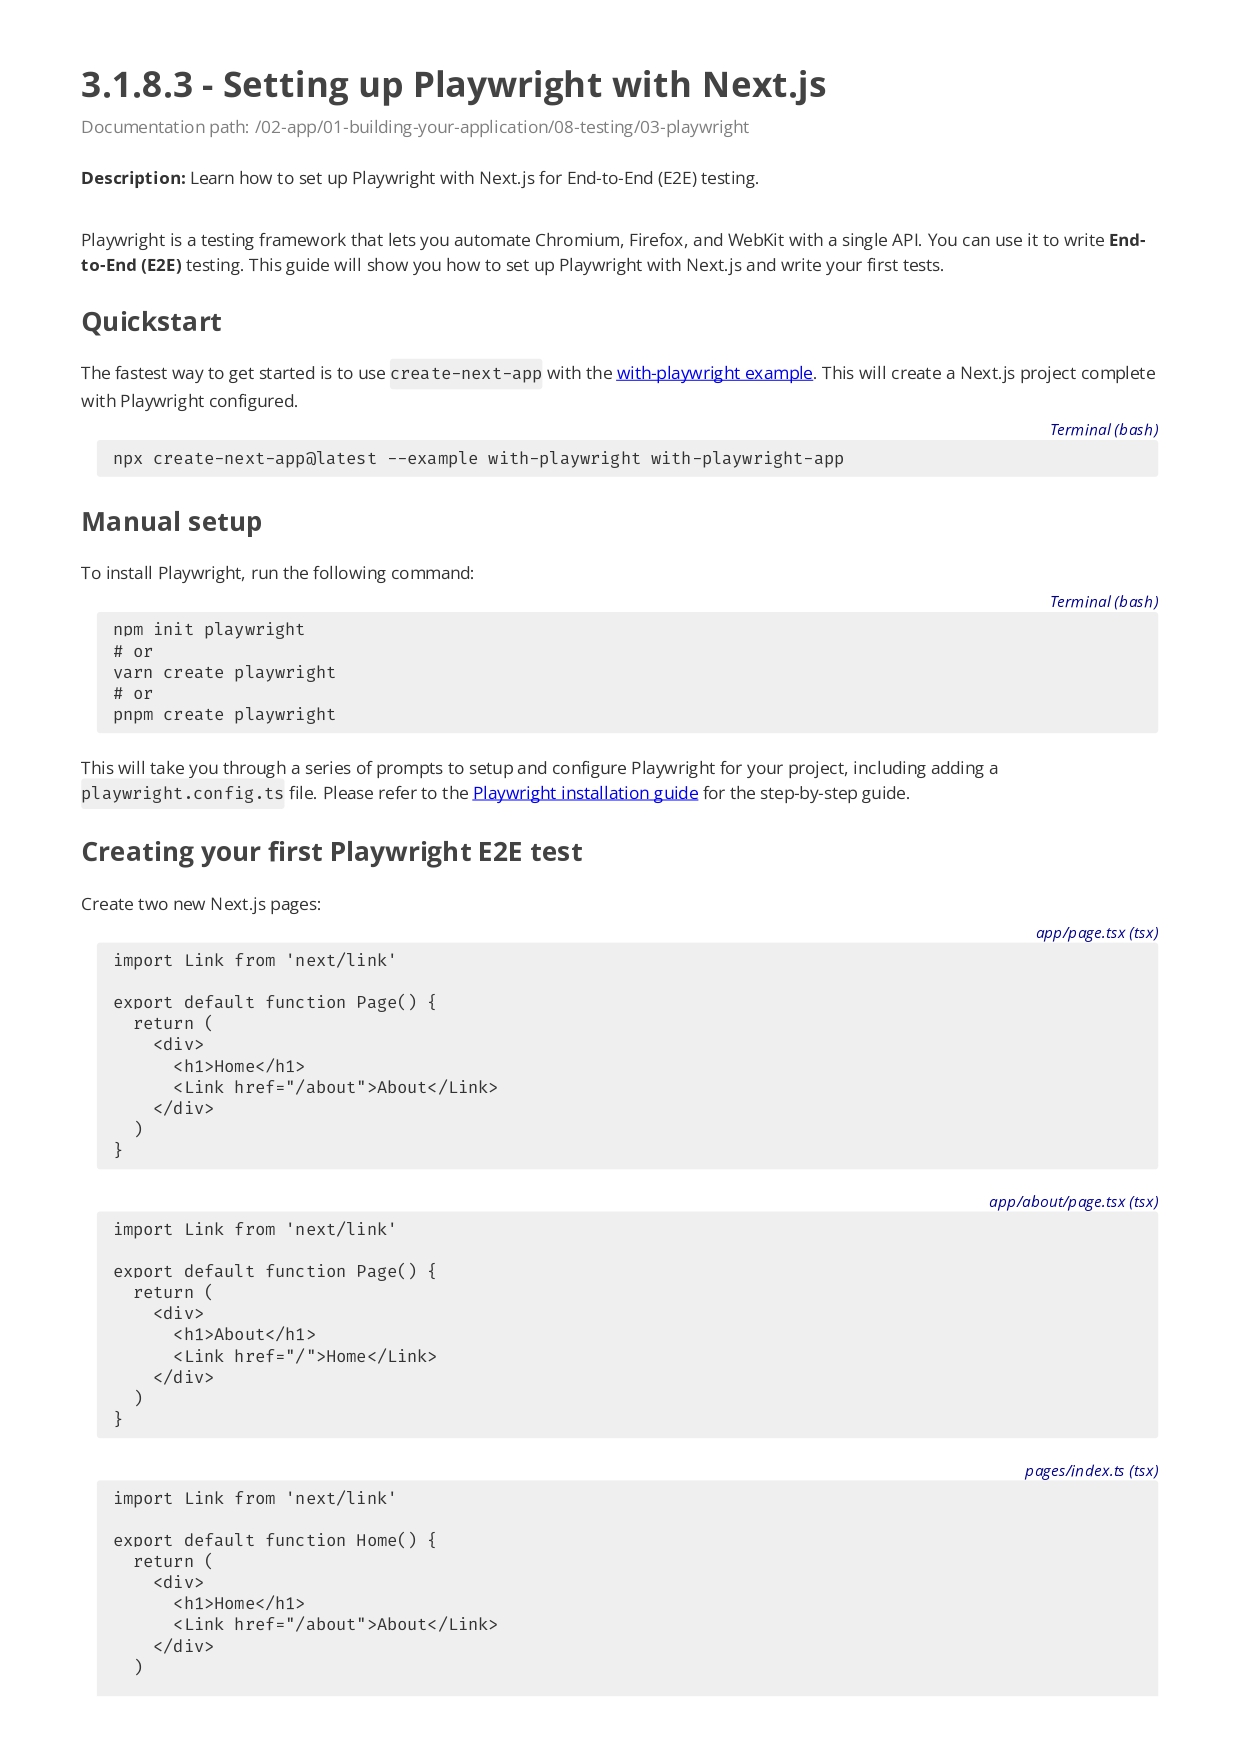 3.1.8.3 - Setting up Playwright with Next.js
Documentation path: /02-app/01-building-your-application/08-testing/03-playwright
Description: Learn how to set up Playwright with Next.js for End-to-End (E2E) testing.
Playwright is a testing framework that lets you automate Chromium, Firefox, and WebKit with a single API. You can use it to write End-
to-End (E2E) testing. This guide will show you how to set up Playwright with Next.js and write your first tests.
Quickstart
The fastest way to get started is to use create-next-app with the with-playwright example. This will create a Next.js project complete
with Playwright configured.
Terminal (bash)
npx create-next-app@latest --example with-playwright with-playwright-app
Manual setup
To install Playwright, run the following command:
Terminal (bash)
npm init playwright
# or
yarn create playwright
# or
pnpm create playwright
This will take you through a series of prompts to setup and configure Playwright for your project, including adding a
playwright.config.ts file. Please refer to the Playwright installation guide for the step-by-step guide.
Creating your first Playwright E2E test
Create two new Next.js pages:
app/page.tsx (tsx)
import Link from 'next/link'
export default function Page() {
  return (
    <div>
      <h1>Home</h1>
      <Link href="/about">About</Link>
    </div>
  )
}
app/about/page.tsx (tsx)
import Link from 'next/link'
export default function Page() {
  return (
    <div>
      <h1>About</h1>
      <Link href="/">Home</Link>
    </div>
  )
}
pages/index.ts (tsx)
import Link from 'next/link'
export default function Home() {
  return (
    <div>
      <h1>Home</h1>
      <Link href="/about">About</Link>
    </div>
  )